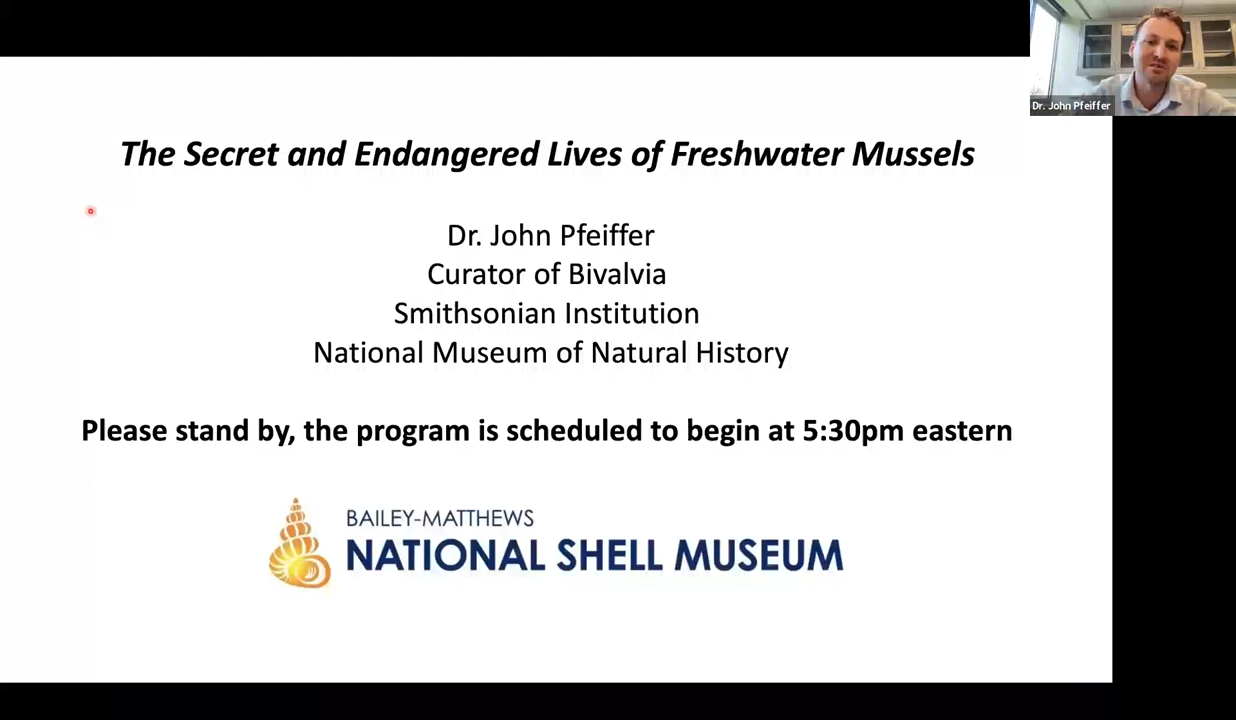 Dr. John Pfeiffer
The Secret and Endangered Lives of Freshwater Mussels
Dr. John Pfeiffer
Curator of Bivalvia
Smithsonian Institution
National Museum of Natural History
Please stand by, the program is scheduled to begin at 5:30pm eastern
BAILEY-MATTHEWS
NATIONAL SHELL MUSEUM